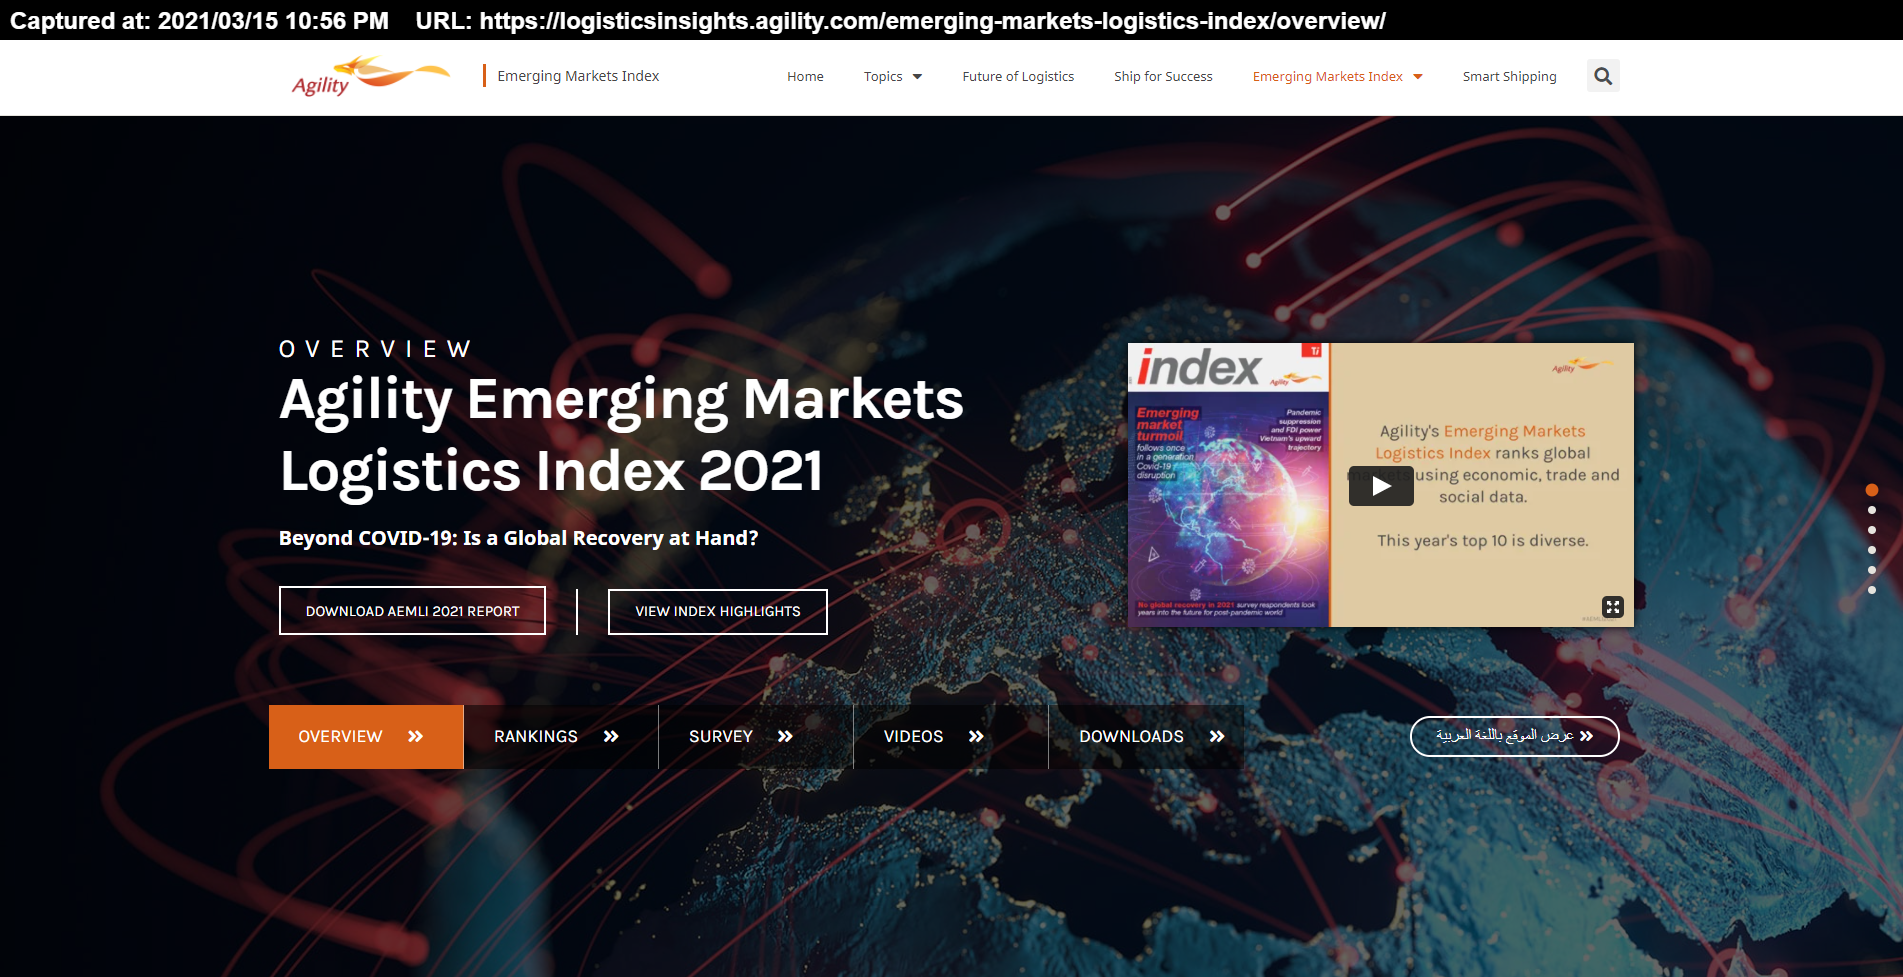 Captured at: 2021/03/15 10:56 PM URL: https://logisticsinsights.agility.com/emerging-markets-logistics-index/overview/
Agility
Emerging Markets Index
Home
Topics
Future of Logistics
Ship for Success
Emerging Markets Index
Smart Shipping
OVERVIEW
Agility Emerging Markets
Logistics Index 2021
Beyond COVID-19: Is a Global Recovery at Hand?
DOWNLOAD AEMLI 2021 REPORT
VIEW INDEX HIGHLIGHTS
index
Ti
Agility
Emerging
market
turmoil
follows once
in a generation
Covid-19
disruption
Pandemic
suppression
and FDI power
Vietnam's upward
trajectory
No global recovery in 2021 survey respondents look
years into the future for post-pandemic world
Agility
Agility's Emerging Markets
Logistics Index ranks global
markets using economic, trade and
social data.
This year's top 10 is diverse.
OVERVIEW
RANKINGS
SURVEY
VIDEOS
DOWNLOADS
عرض الموقع باللغة العربية